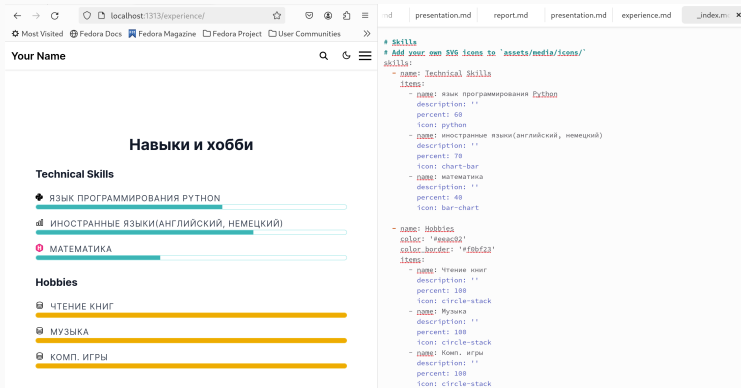 localhost:1313/experience/
Most Visited Fedora Docs Fedora Magazine Fedora Project User Communities
Your Name
Навыки и хобби
Technical Skills
ЯЗЫК ПРОГРАММИРОВАНИЯ PYTHON
ИНОСТРАННЫЕ ЯЗЫКИ(АНГЛИЙСКИЙ, НЕМЕЦКИЙ)
МАТЕМАТИКА
Hobbies
ЧТЕНИЕ КНИГ
МУЗЫКА
КОМП. ИГРЫ
nd presentation.md report.md presentation.md experience.md _index.m
# Skills
# Add your own SVG icons to `assets/media/icons/`
skills:
- name: Technical Skills
items:
- name: язык программирования Python
description: ''
percent: 60
icon: python
- name: иностранные языки(английский, немецкий)
description: ''
percent: 70
icon: chart-bar
- name: математика
description: ''
percent: 40
icon: bar-chart
- name: Hobbies
color: '#eeac02'
color_border: '#f0bf23'
items:
- name: Чтение книг
description: ''
percent: 100
icon: circle-stack
- name: Музыка
description: ''
percent: 100
icon: circle-stack
- name: Комп. игры
description: ''
percent: 100
icon: circle-stack